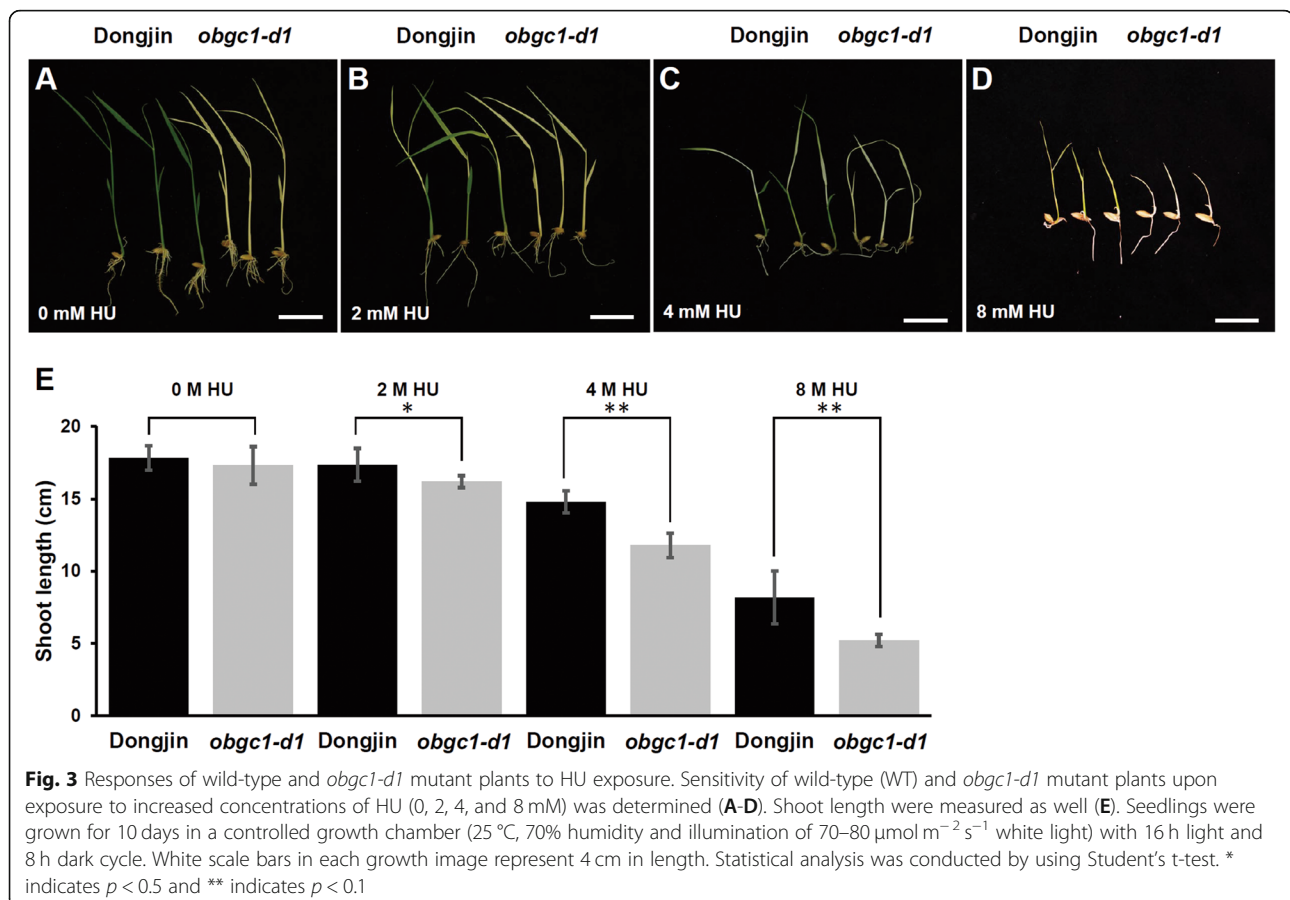 Dongjin obgc1-d1 Dongjin obgc1-d1 Dongjin obgc1-d1 Dongjin obgc1-d1
A B C D
0 mM HU 2 mM HU 4 mM HU 8 mM HU
E
0 M HU 2 M HU 4 M HU 8 M HU
* ** **
Shoot length (cm)
20
15
10
5
0
Dongjin obgc1-d1 Dongjin obgc1-d1 Dongjin obgc1-d1 Dongjin obgc1-d1
Fig. 3 Responses of wild-type and obgc1-d1 mutant plants to HU exposure. Sensitivity of wild-type (WT) and obgc1-d1 mutant plants upon
exposure to increased concentrations of HU (0, 2, 4, and 8 mM) was determined (A-D). Shoot length were measured as well (E). Seedlings were
grown for 10 days in a controlled growth chamber (25 °C, 70% humidity and illumination of 70–80 μmol m⁻² s⁻¹ white light) with 16 h light and
8 h dark cycle. White scale bars in each growth image represent 4 cm in length. Statistical analysis was conducted by using Student's t-test. *
indicates p < 0.5 and ** indicates p < 0.1